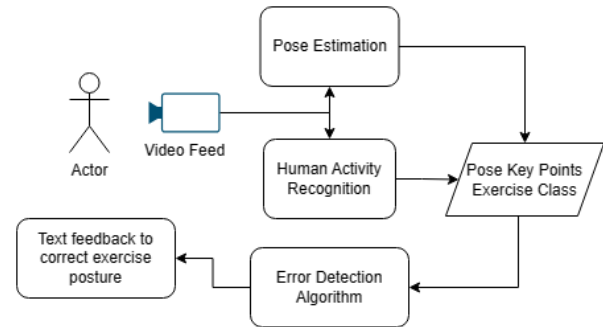 Pose Estimation
Actor
Video Feed
Human Activity
Recognition
Pose Key Points
Exercise Class
Text feedback to
correct exercise
posture
Error Detection
Algorithm